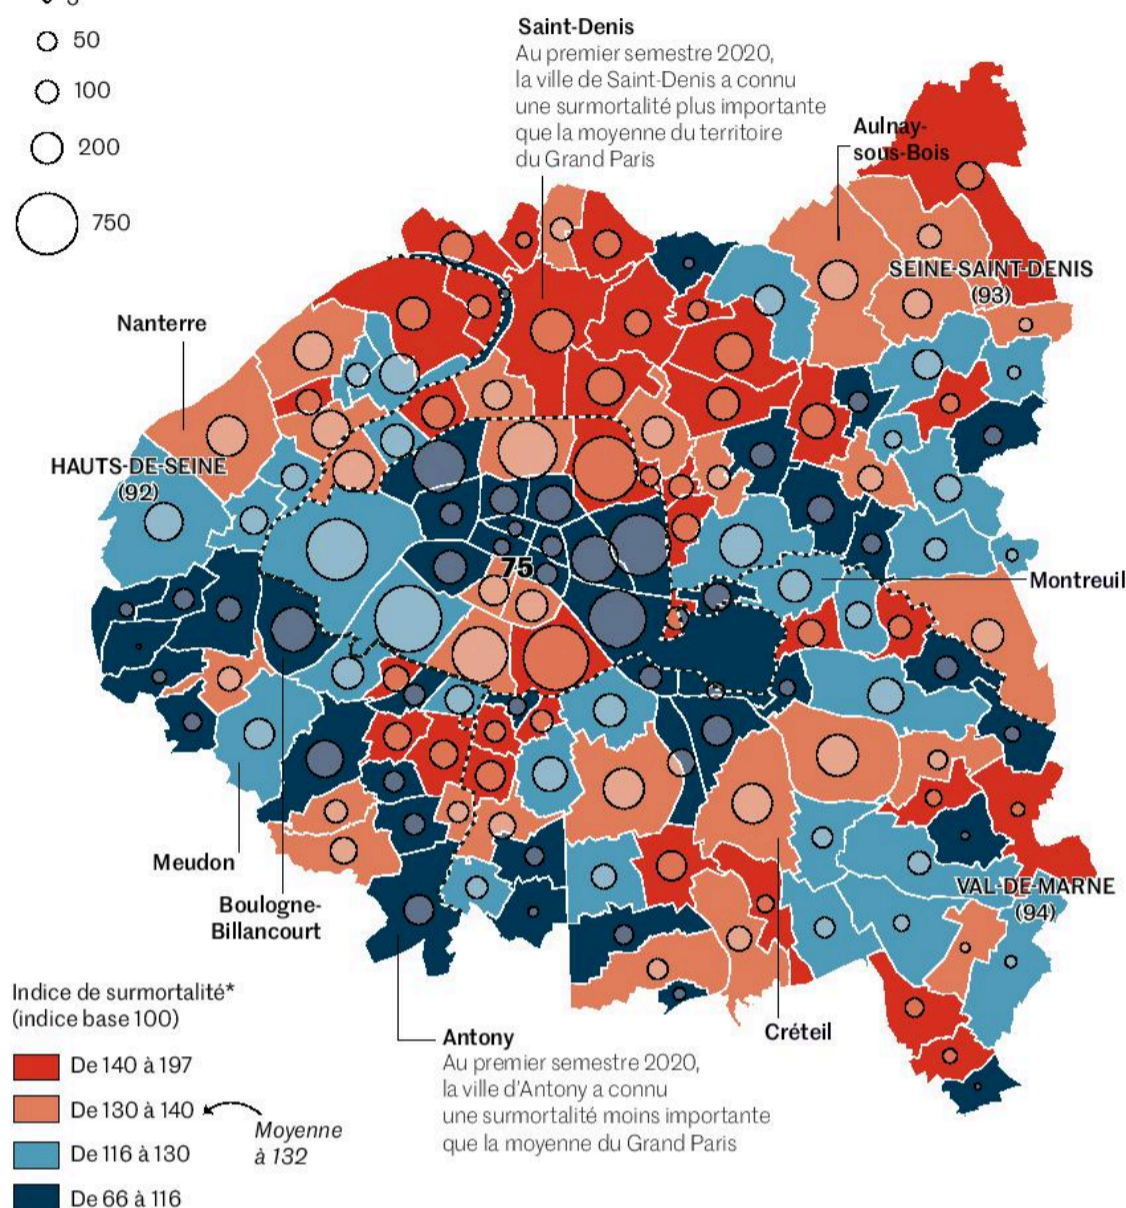 50
100
200
750
Saint-Denis
Au premier semestre 2020,
la ville de Saint-Denis a connu
une surmortalité plus importante
que la moyenne du territoire
du Grand Paris
Aulnay-
sous-Bois
SEINE-SAINT-DENIS
(93)
Nanterre
HAUTS-DE-SEINE
(92)
75
Montreuil
Meudon
Boulogne-
Billancourt
VAL-DE-MARNE
(94)
Créteil
Antony
Au premier semestre 2020,
la ville d'Antony a connu
une surmortalité moins importante
que la moyenne du Grand Paris
Indice de surmortalité*
(indice base 100)
De 140 à 197
De 130 à 140
Moyenne
à 132
De 116 à 130
De 66 à 116